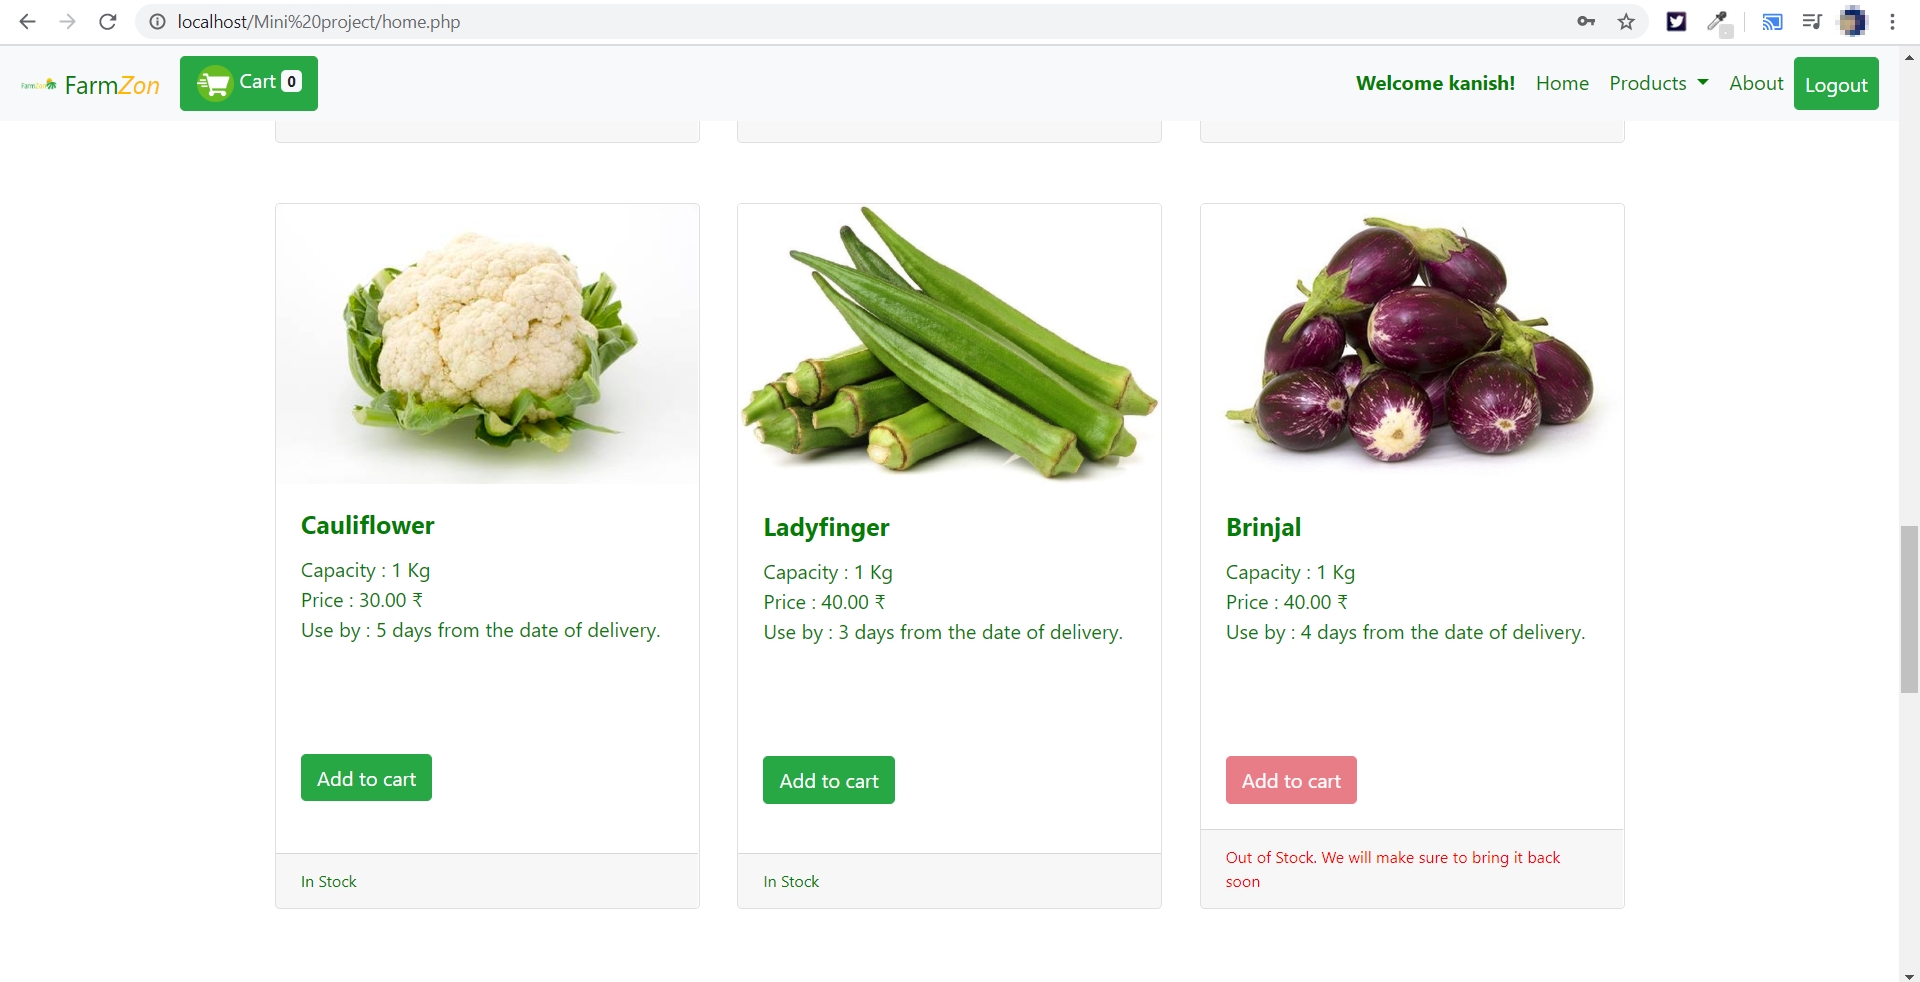 localhost/Mini%20project/home.php
FarmZon FarmZon Cart 0 Welcome kanish! Home Products About Logout
Cauliflower
Capacity : 1 Kg
Price : 30.00 ₹
Use by : 5 days from the date of delivery.
Add to cart
In Stock
Ladyfinger
Capacity : 1 Kg
Price : 40.00 ₹
Use by : 3 days from the date of delivery.
Add to cart
In Stock
Brinjal
Capacity : 1 Kg
Price : 40.00 ₹
Use by : 4 days from the date of delivery.
Add to cart
Out of Stock. We will make sure to bring it back
soon